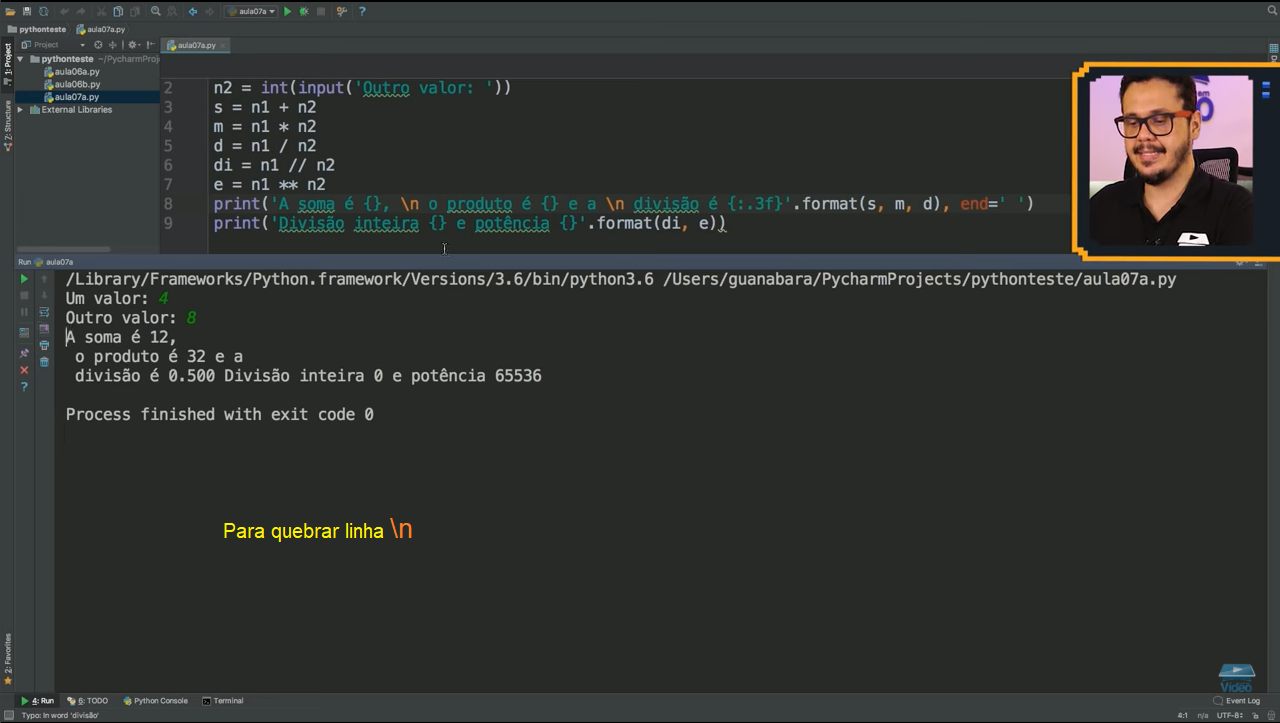 aula07a
pythonteste
aula07a.py
Project
aula07a.py
1: Project
pythonteste ~/PycharmProj
aula06a.py
aula06b.py
aula07a.py
External Libraries
2: Structure
2 n2 = int(input('Outro valor: '))
3 s = n1 + n2
4 m = n1 * n2
5 d = n1 / n2
6 di = n1 // n2
7 e = n1 ** n2
8 print('A soma é {}, \n o produto é {} e a \n divisão é {:.3f}'.format(s, m, d), end=' ')
9 print('Divisão inteira {} e potência {}'.format(di, e))
Run aula07a
/Library/Frameworks/Python.framework/Versions/3.6/bin/python3.6 /Users/guanabara/PycharmProjects/pythonteste/aula07a.py
Um valor: 4
Outro valor: 8
A soma é 12,
o produto é 32 e a
divisão é 0.500 Divisão inteira 0 e potência 65536
Process finished with exit code 0
Para quebrar linha \n
2: Favorites
Vídeo
4: Run
6: TODO
Python Console
Terminal
Event Log
Typo: In word 'divisão'
4:1
n/a
UTF-8